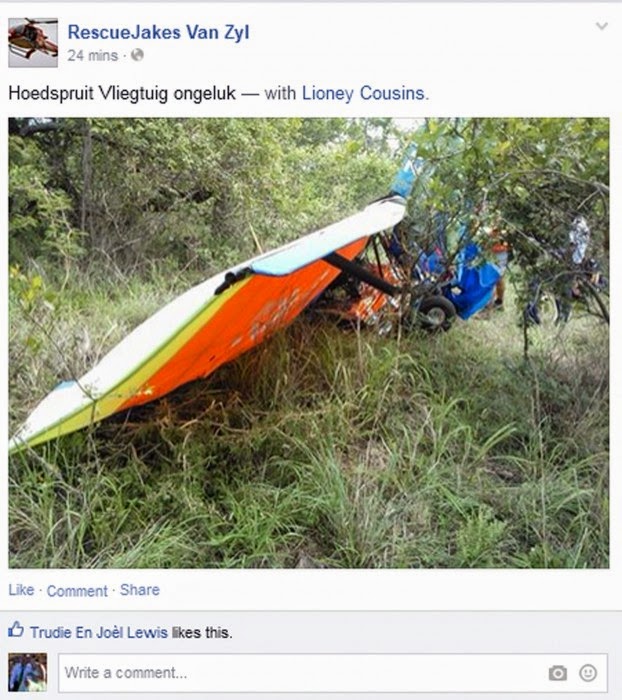 RescueJakes Van Zyl
24 mins ·
Hoedspruit Vliegtuig ongeluk — with Lioney Cousins.
Like · Comment · Share
Trudie En Joèl Lewis likes this.
Write a comment...